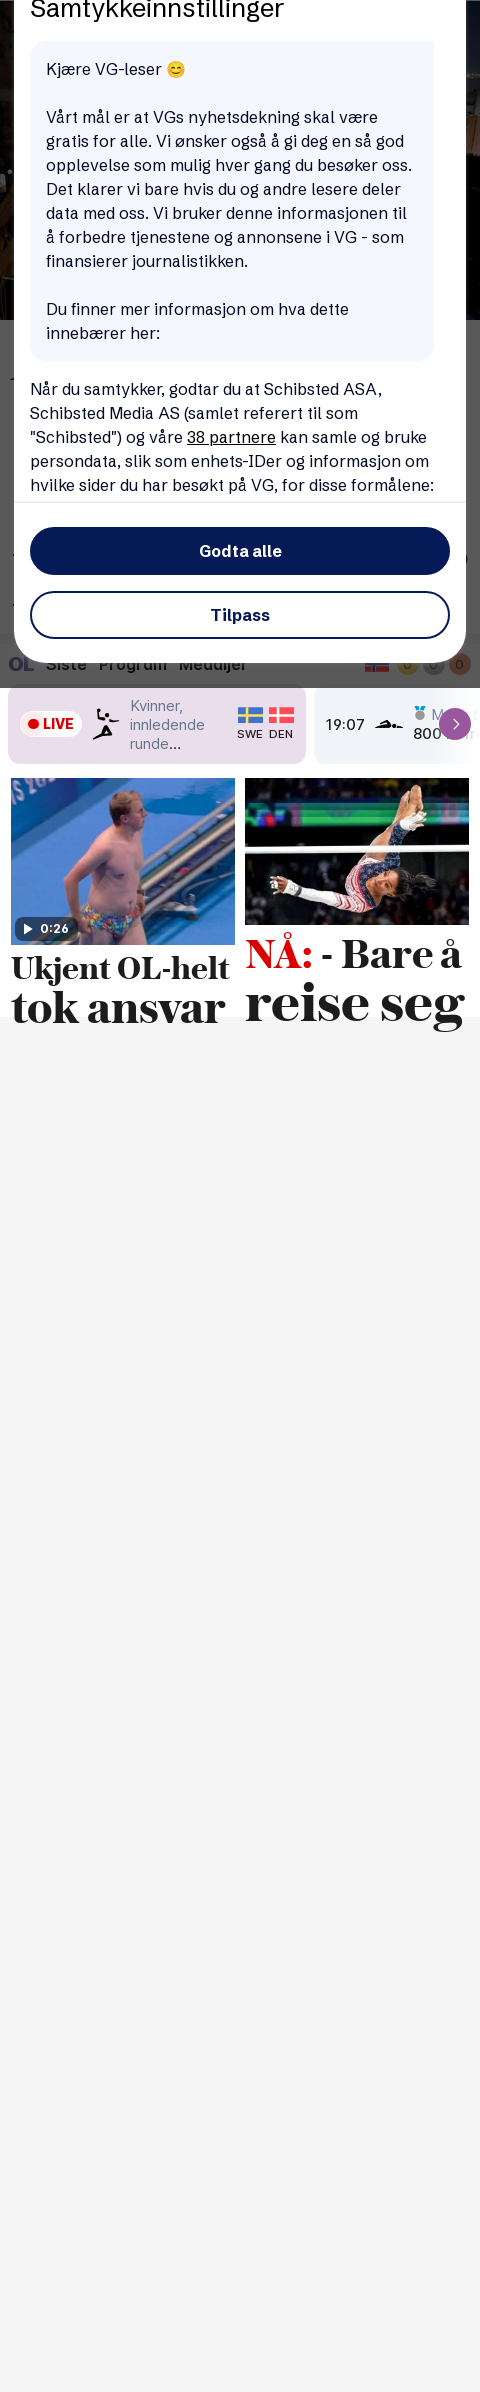 Samtykkeinnstillinger
Kjære VG-leser 😊
Vårt mål er at VGs nyhetsdekning skal være
gratis for alle. Vi ønsker også å gi deg en så god
opplevelse som mulig hver gang du besøker oss.
Det klarer vi bare hvis du og andre lesere deler
data med oss. Vi bruker denne informasjonen til
å forbedre tjenestene og annonsene i VG - som
finansierer journalistikken.
Du finner mer informasjon om hva dette
innebærer her:
Når du samtykker, godtar du at Schibsted ASA,
Schibsted Media AS (samlet referert til som
"Schibsted") og våre 38 partnere kan samle og bruke
persondata, slik som enhets-IDer og informasjon om
hvilke sider du har besøkt på VG, for disse formålene:
Godta alle
Tilpass
OL Siste Program Medaljer 0 0 0
LIVE
Kvinner,
innledende
runde...
SWE DEN
19:07
800
0:26
Ukjent OL-helt
tok ansvar
NÅ: - Bare å
reise seg